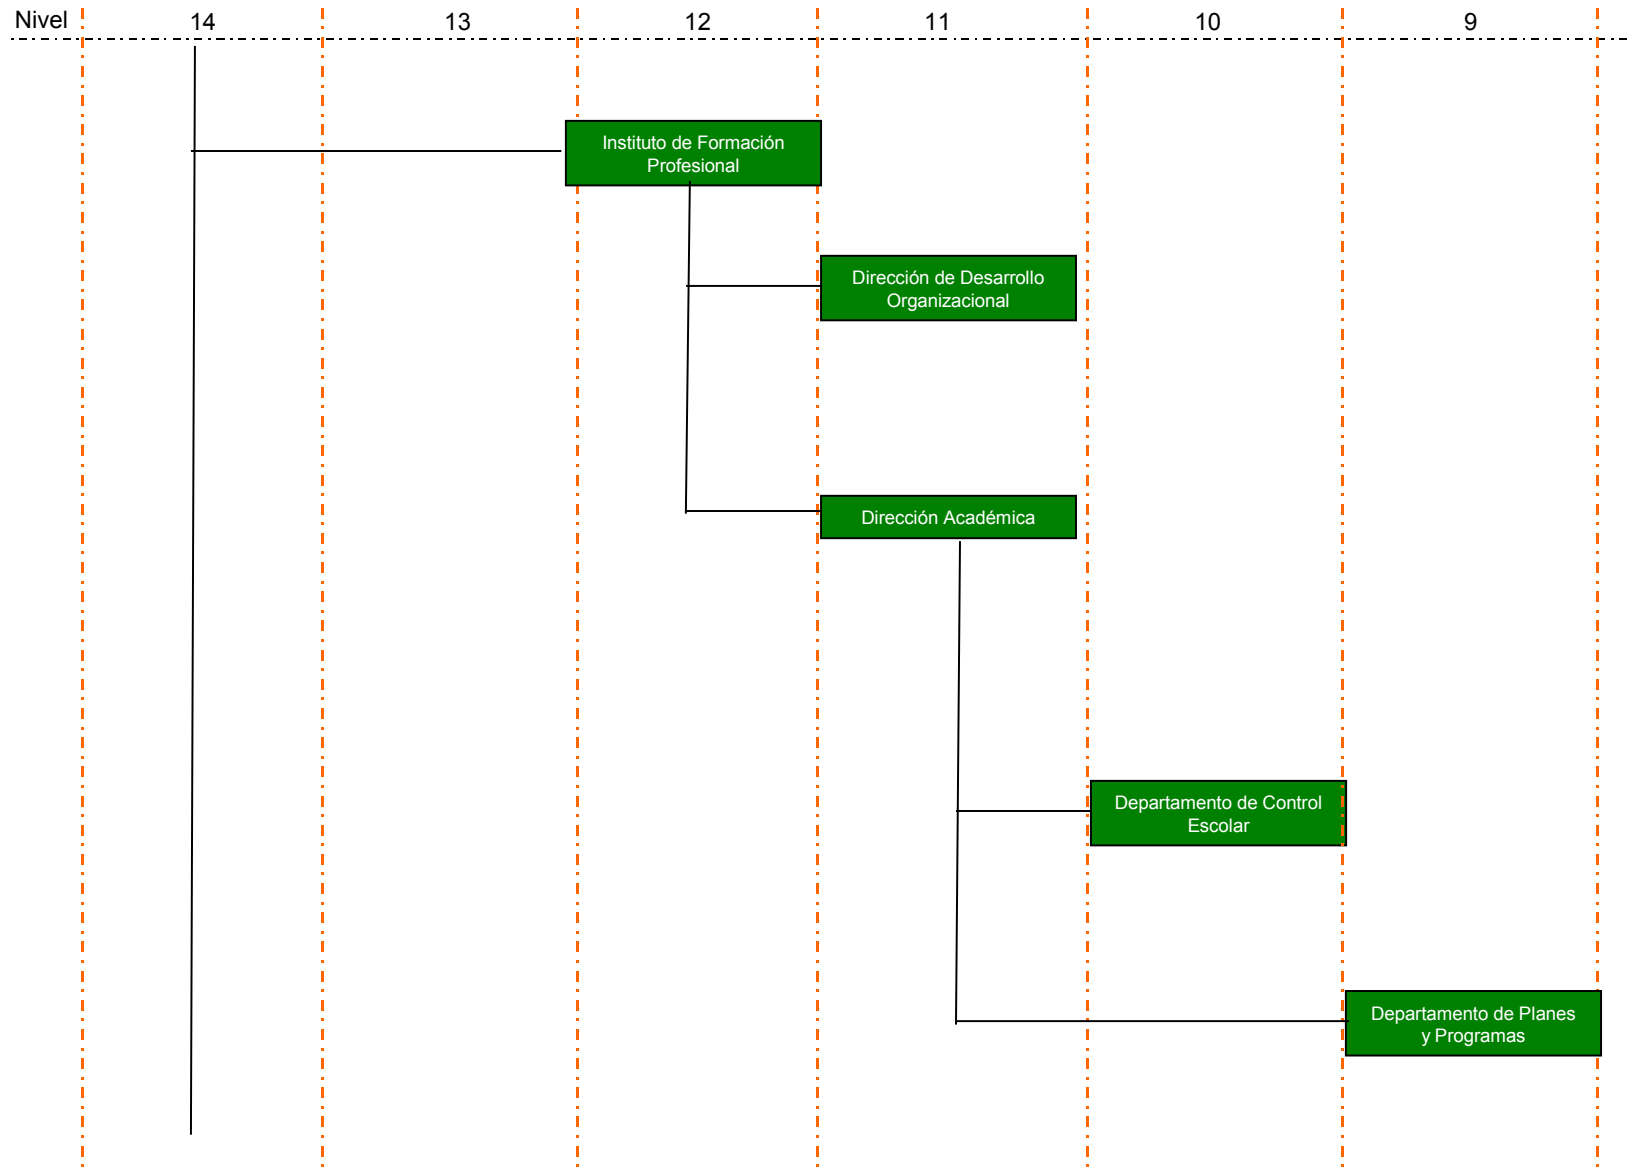 Nivel 14 13 12 11 10 9
Instituto de Formación
Profesional
Dirección de Desarrollo
Organizacional
Dirección Académica
Departamento de Control
Escolar
Departamento de Planes
y Programas